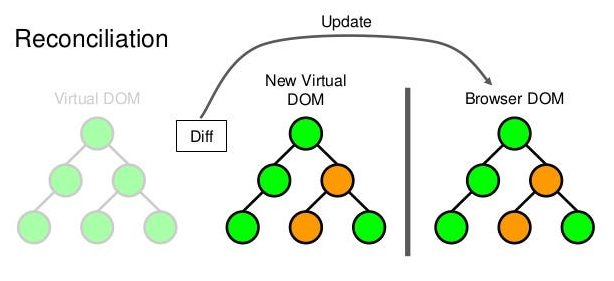 Reconciliation
Update
Virtual DOM
Diff
New Virtual
DOM
Browser DOM